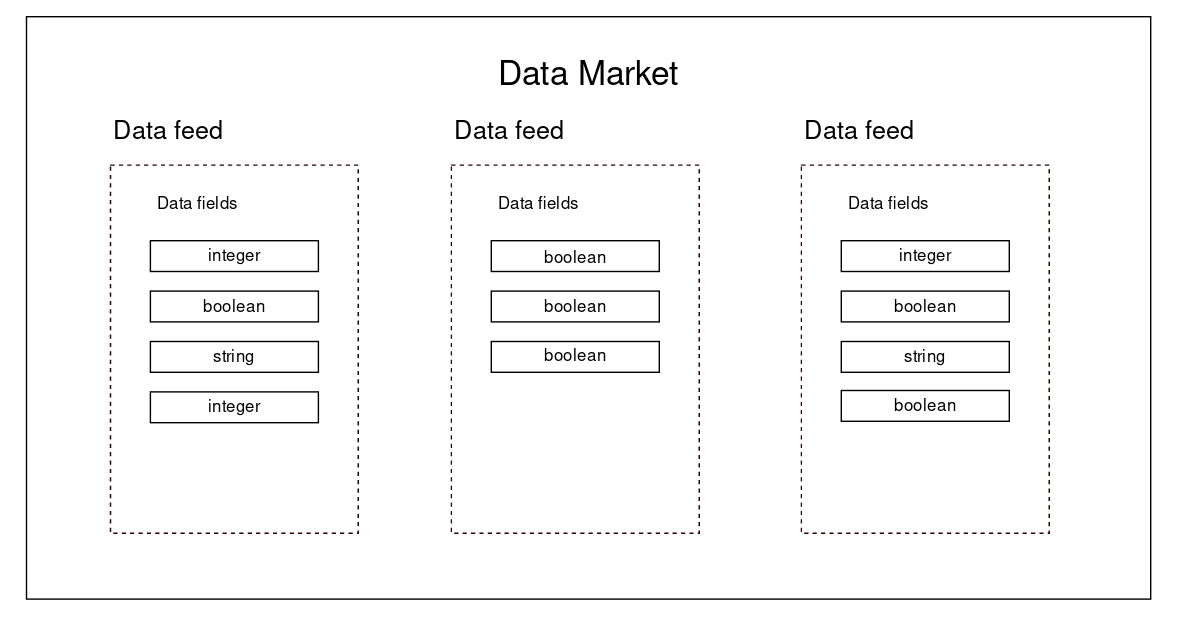 Data Market
Data feed
Data fields
integer
boolean
string
integer
Data feed
Data fields
boolean
boolean
boolean
Data feed
Data fields
integer
boolean
string
boolean